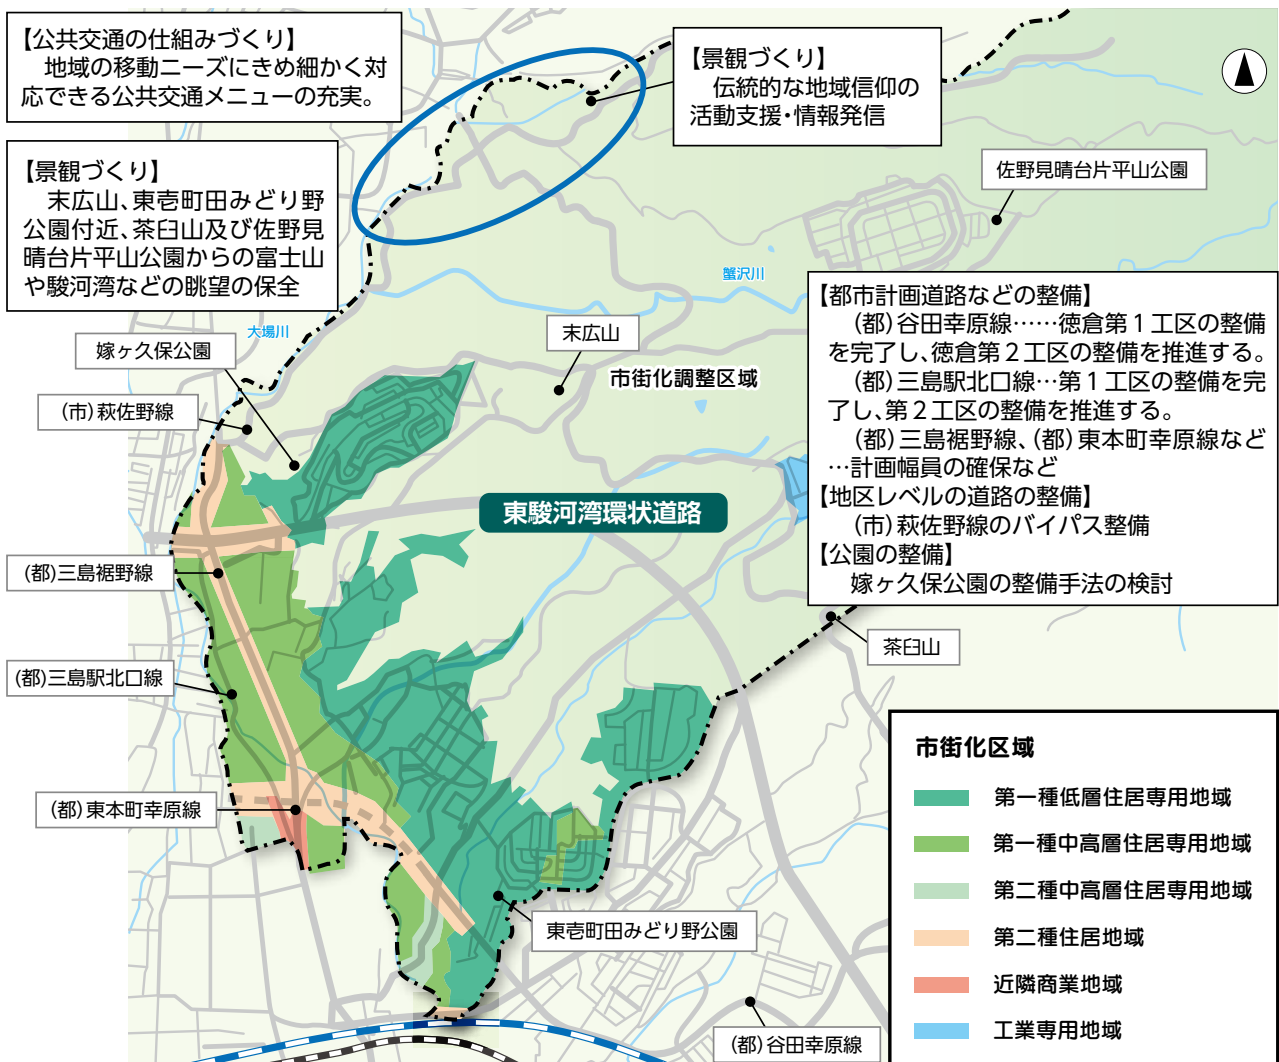 【公共交通の仕組みづくり】
地域の移動ニーズにきめ細かく対
応できる公共交通メニューの充実。
【景観づくり】
伝統的な地域信仰の
活動支援・情報発信
【景観づくり】
末広山、東壱町田みどり野
公園付近、茶臼山及び佐野見
晴台片平山公園からの富士山
や駿河湾などの眺望の保全
佐野見晴台片平山公園
蟹沢川
大場川
末広山
嫁ヶ久保公園
市街化調整区域
(市)萩佐野線
【都市計画道路などの整備】
(都)谷田幸原線……徳倉第1工区の整備
を完了し、徳倉第2工区の整備を推進する。
(都)三島駅北口線…第1工区の整備を完
了し、第2工区の整備を推進する。
(都)三島裾野線、(都)東本町幸原線など
…計画幅員の確保など
【地区レベルの道路の整備】
(市)萩佐野線のバイパス整備
【公園の整備】
嫁ヶ久保公園の整備手法の検討
東駿河湾環状道路
(都)三島裾野線
茶臼山
(都)三島駅北口線
(都)東本町幸原線
東壱町田みどり野公園
(都)谷田幸原線
市街化区域
第一種低層住居専用地域
第一種中高層住居専用地域
第二種中高層住居専用地域
第二種住居地域
近隣商業地域
工業専用地域